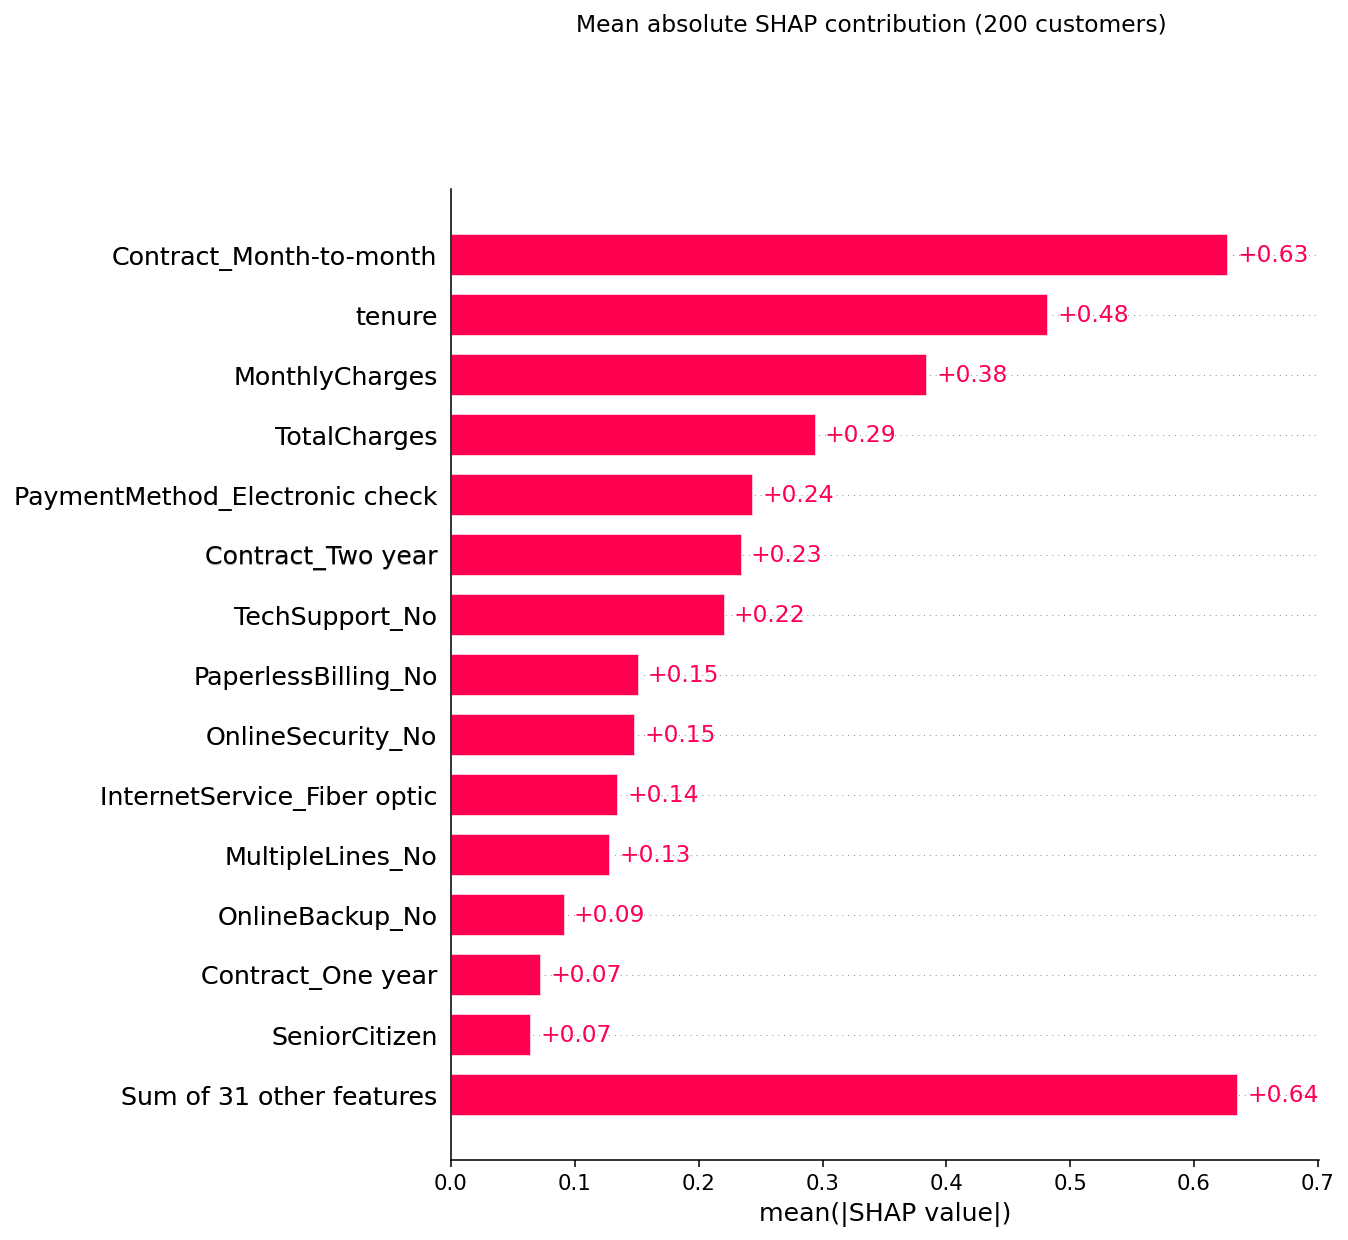 Mean absolute SHAP contribution (200 customers)
Contract_Month-to-month +0.63
tenure +0.48
MonthlyCharges +0.38
TotalCharges +0.29
PaymentMethod_Electronic check +0.24
Contract_Two year +0.23
TechSupport_No +0.22
PaperlessBilling_No +0.15
OnlineSecurity_No +0.15
InternetService_Fiber optic +0.14
MultipleLines_No +0.13
OnlineBackup_No +0.09
Contract_One year +0.07
SeniorCitizen +0.07
Sum of 31 other features +0.64
0.0 0.1 0.2 0.3 0.4 0.5 0.6 0.7
mean(|SHAP value|)